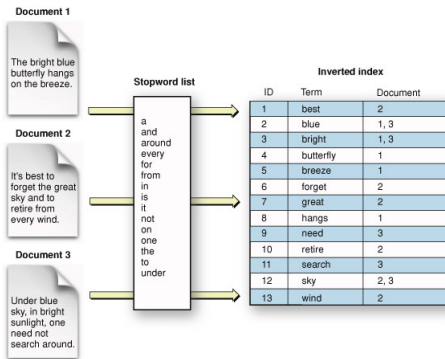 Document 1
The bright blue
butterfly hangs
on the breeze.
Document 2
It's best to
forget the great
sky and to
retire from
every wind.
Document 3
Under blue
sky, in bright
sunlight, one
need not
search around.
Stopword list
a
and
around
every
for
from
in
is
it
not
on
one
the
to
under
Inverted index
ID Term Document
1 best 2
2 blue 1, 3
3 bright 1, 3
4 butterfly 1
5 breeze 1
6 forget 2
7 great 2
8 hangs 1
9 need 3
10 retire 2
11 search 3
12 sky 2, 3
13 wind 2